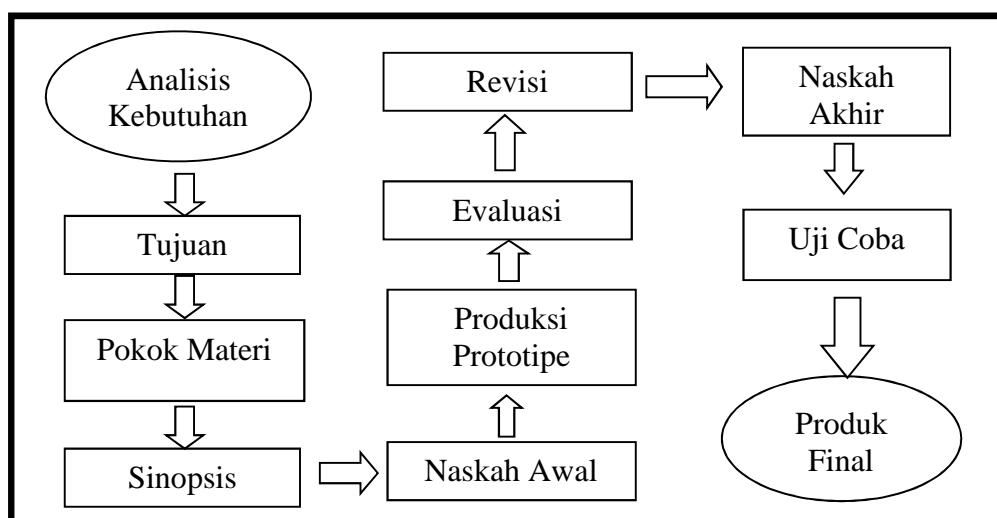 Analisis
Kebutuhan
Tujuan
Pokok Materi
Sinopsis
Naskah Awal
Produksi
Prototipe
Evaluasi
Revisi
Naskah
Akhir
Uji Coba
Produk
Final